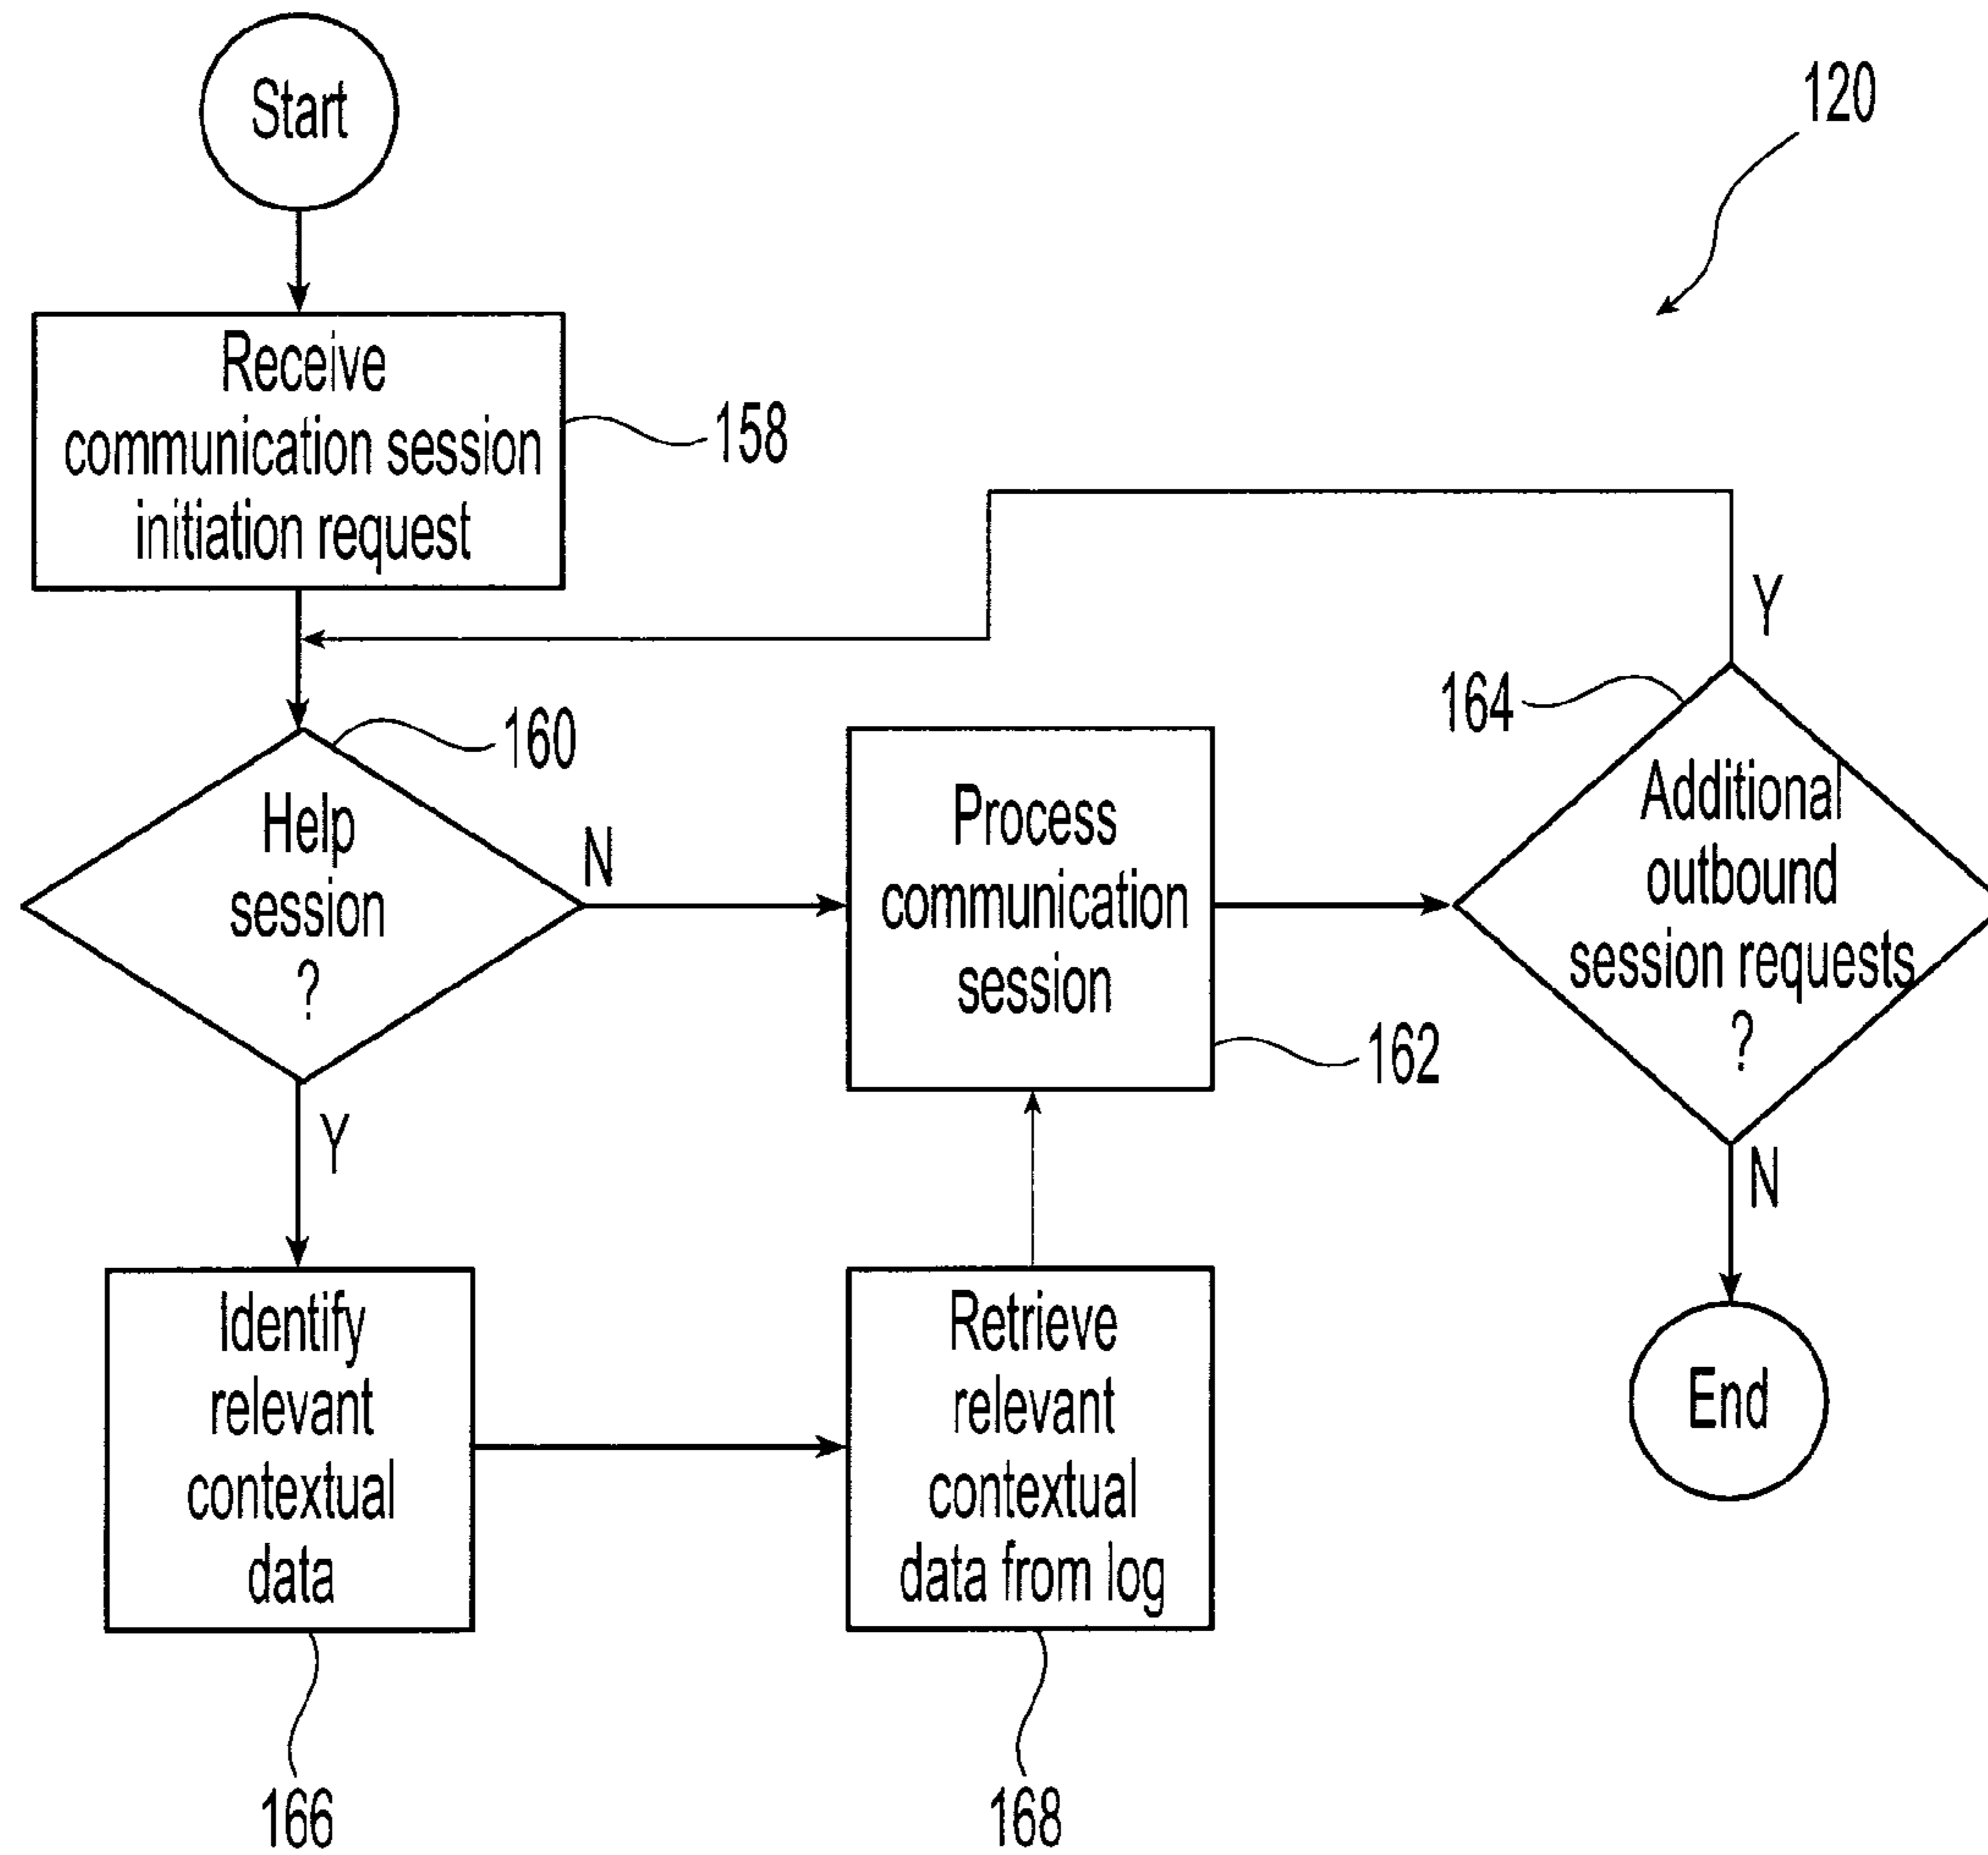 Start
120
Receive
communication session
initiation request
158
Y
160
164
Help
session
?
N
Process
communication
session
162
Additional
outbound
session requests
?
Y
N
Identify
relevant
contextual
data
Retrieve
relevant
contextual
data from log
End
166
168